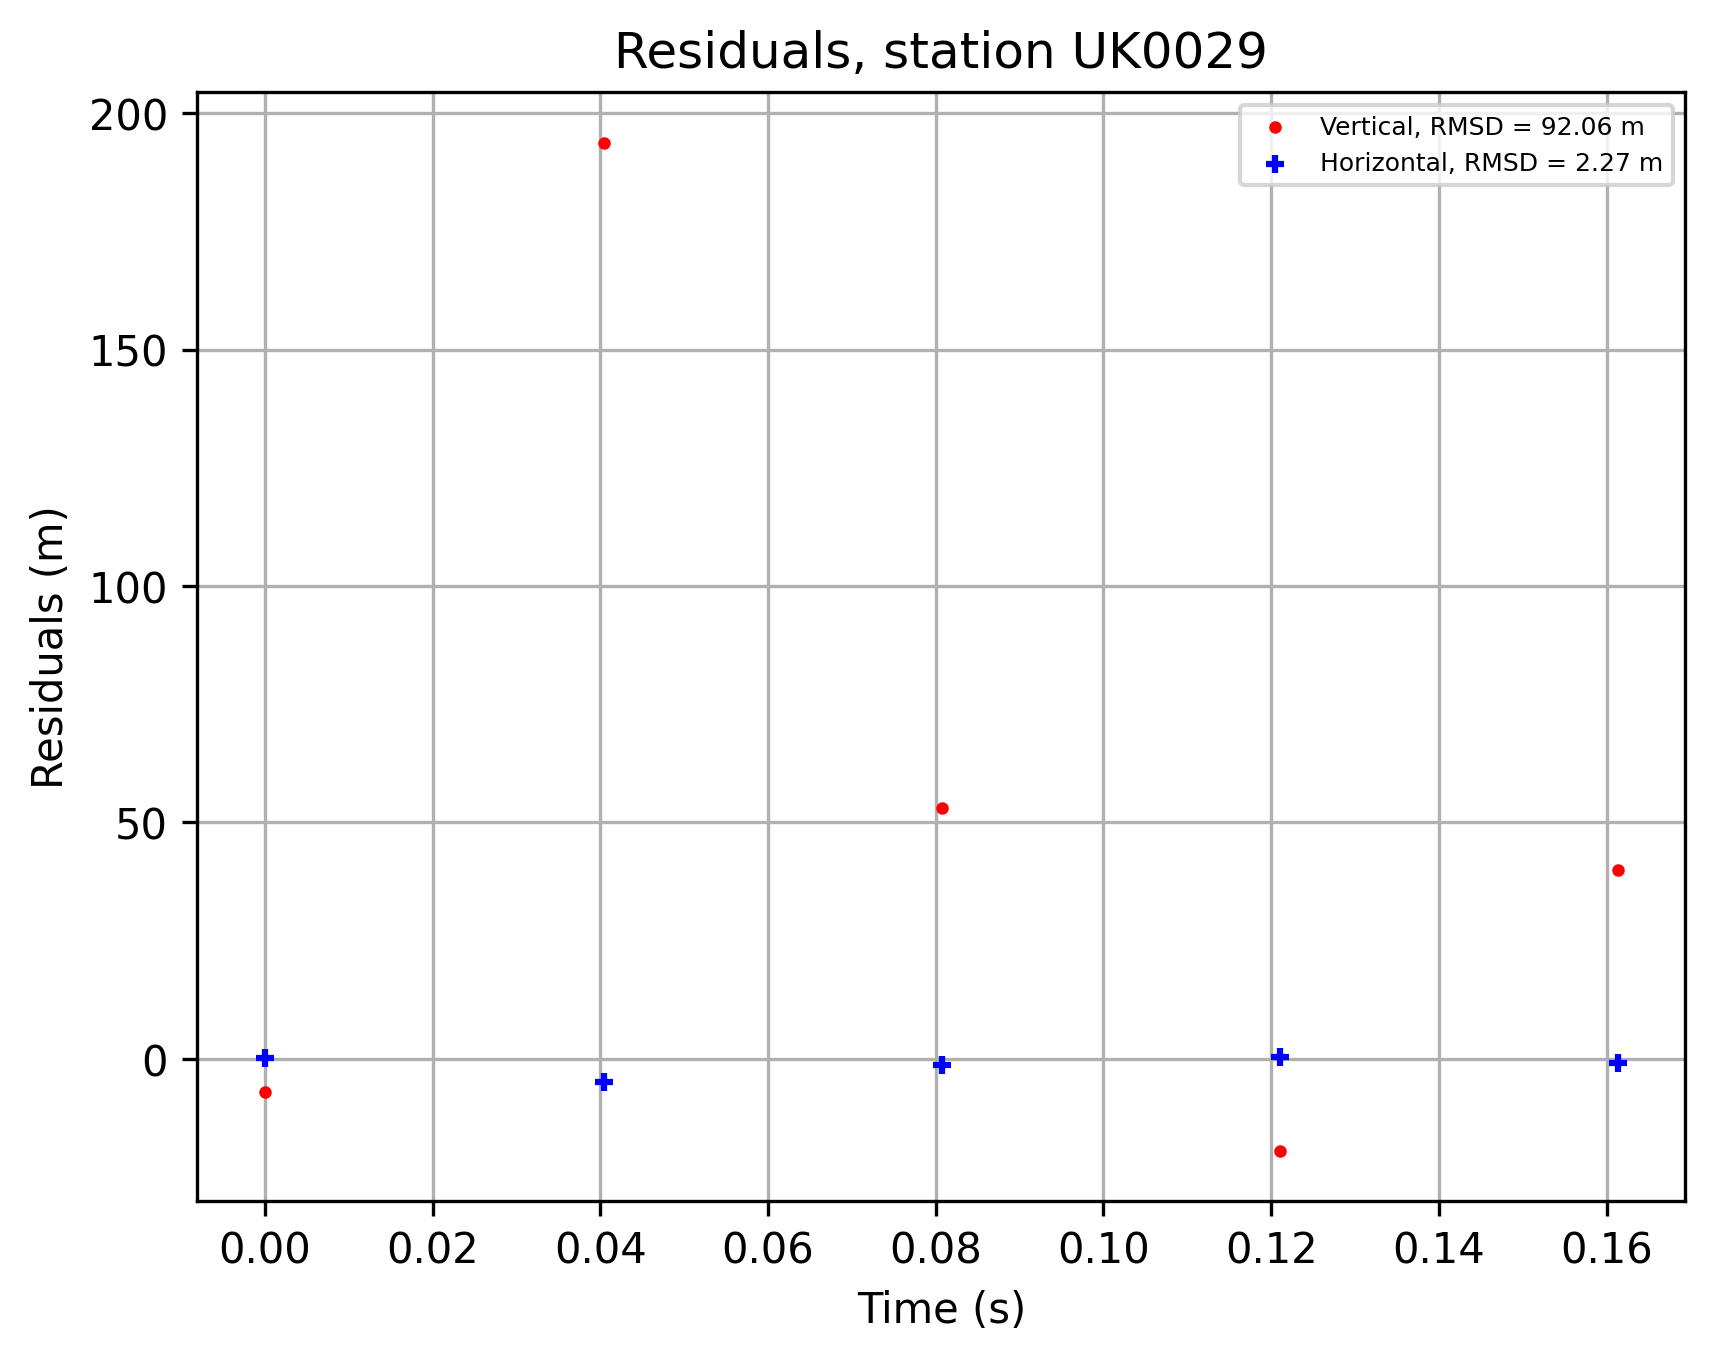 Residuals, station UK0029
Vertical, RMSD = 92.06 m
Horizontal, RMSD = 2.27 m
Residuals (m)
200
150
100
50
0
0.00 0.02 0.04 0.06 0.08 0.10 0.12 0.14 0.16
Time (s)